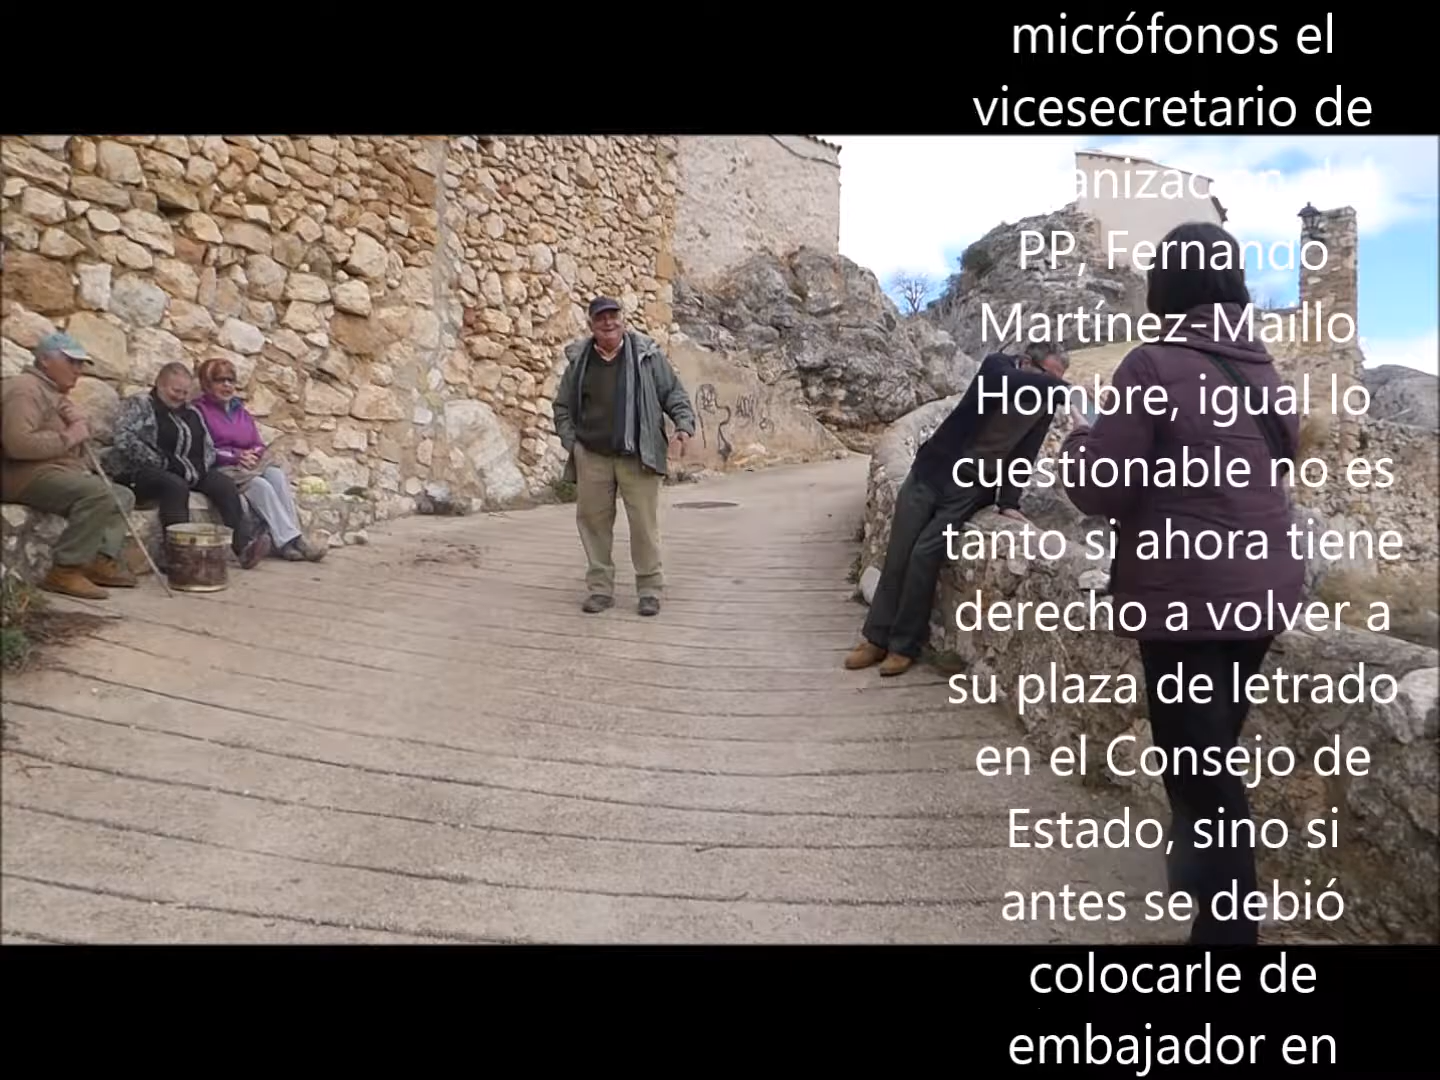 micrófonos el
vicesecretario de
PP, Fernando
Martínez-Maillo.
Hombre, igual lo
cuestionable no es
tanto si ahora tiene
derecho a volver a
su plaza de letrado
en el Consejo de
Estado, sino si
antes se debió
colocarle de
embajador en